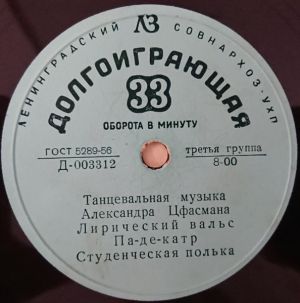 ЛЕНИНГРАДСКИЙ ЛЗ СОВНАРХОЗ-УХП
ДОЛГОИГРАЮЩАЯ
33
ОБОРОТА В МИНУТУ
ГОСТ 5289-56 третья группа
Д-003312 8-00
Танцевальная музыка
Александра Цфасмана
Лирический вальс
Па-де-катр
Студенческая полька